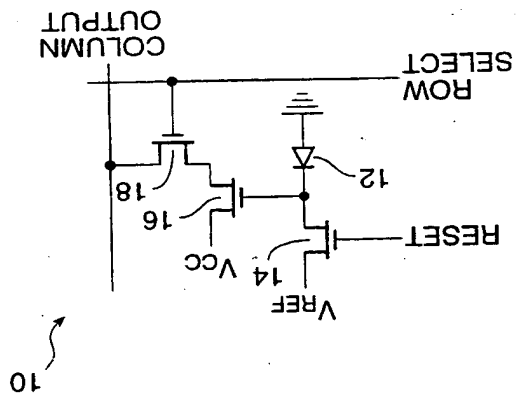 10
VREF
14
VCC
RESET
16
18
12
ROW
SELECT
COLUMN
OUTPUT